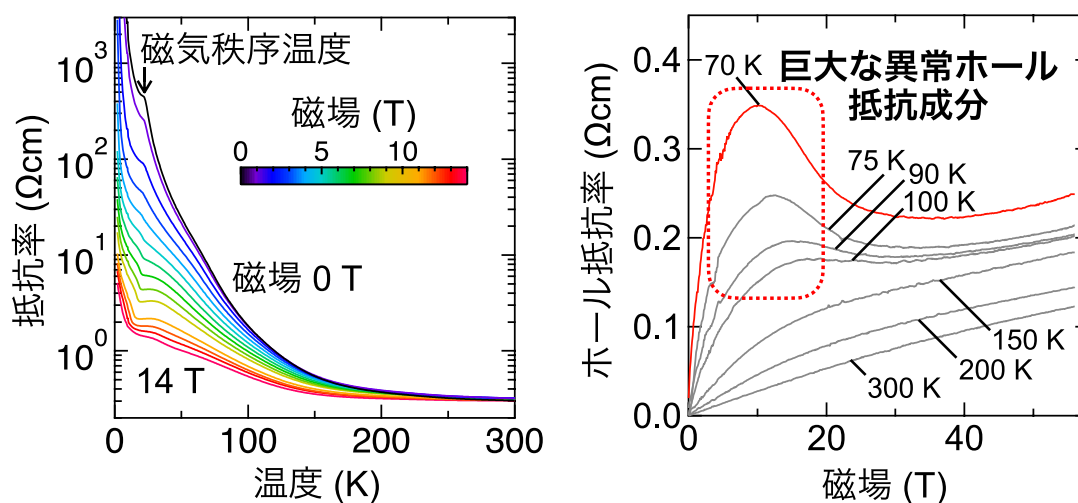 10³
10²
10¹
10⁰
抵抗率 (Ωcm)
磁気秩序温度
磁場 (T)
0 5 10
磁場 0 T
14 T
0 100 200 300
温度 (K)
0.4
0.3
0.2
0.1
0.0
ホール抵抗率 (Ωcm)
70 K
巨大な異常ホール
抵抗成分
75 K
90 K
100 K
150 K
200 K
300 K
0 20 40
磁場 (T)